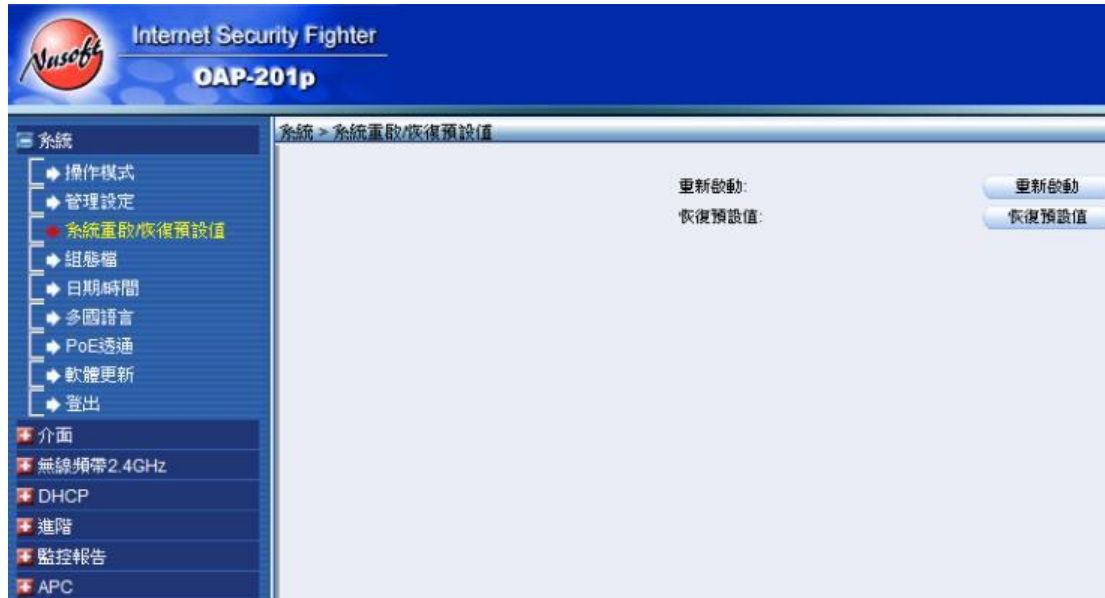 Nusoft
Internet Security Fighter
OAP-201p
系統
操作模式
管理設定
系統重啟/恢復預設值
組態檔
日期/時間
多國語言
PoE透通
軟體更新
登出
介面
無線頻帶2.4GHz
DHCP
進階
監控報告
APC
系統 > 系統重啟/恢復預設值
重新啟動: 重新啟動
恢復預設值: 恢復預設值